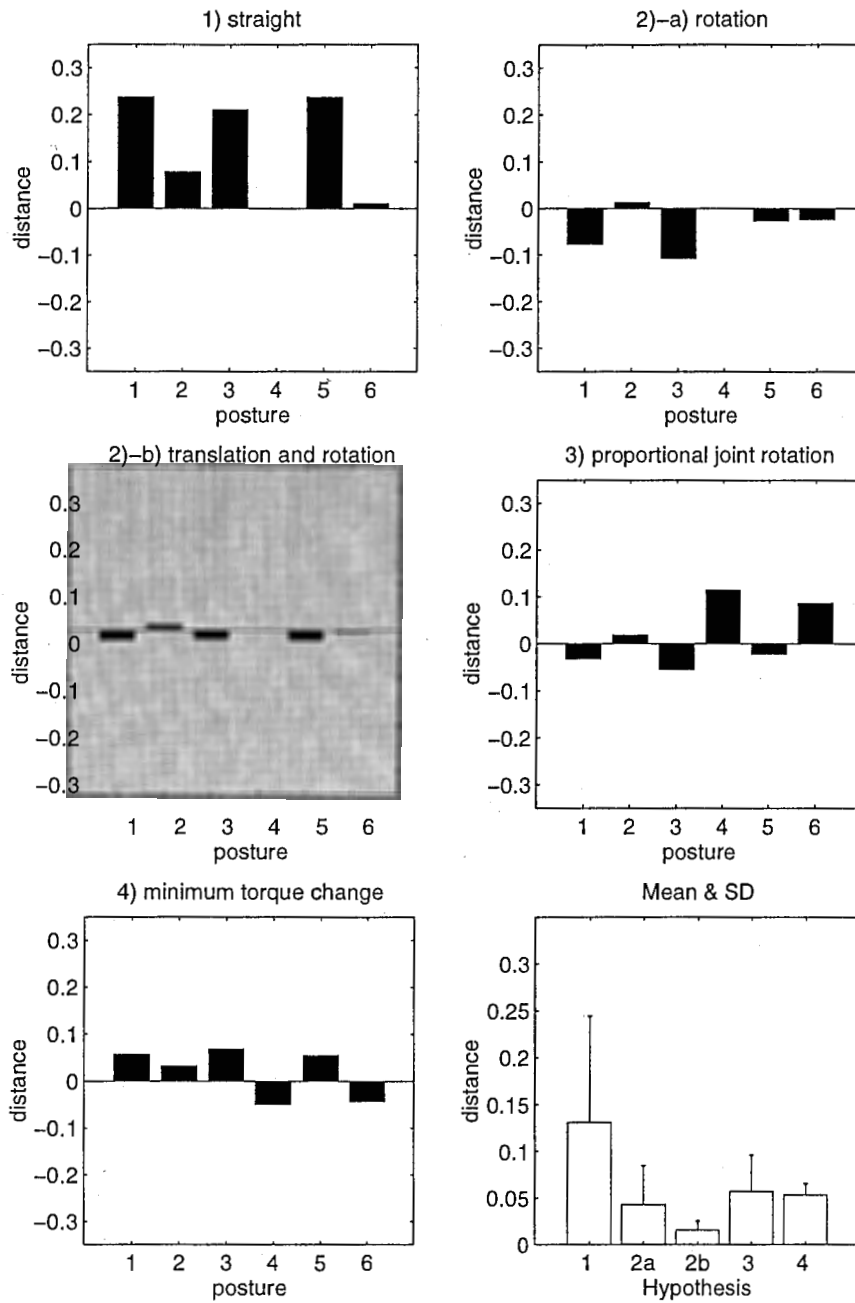 1) straight
0.3
0.2
0.1
0
−0.1
−0.2
−0.3
distance
1 2 3 4 5 6
posture
2)−a) rotation
0.3
0.2
0.1
0
−0.1
−0.2
−0.3
distance
1 2 3 4 5 6
posture
2)−b) translation and rotation
0.3
0.2
0.1
0
−0.1
−0.2
−0.3
distance
1 2 3 4 5 6
posture
3) proportional joint rotation
0.3
0.2
0.1
0
−0.1
−0.2
−0.3
distance
1 2 3 4 5 6
posture
4) minimum torque change
0.3
0.2
0.1
0
−0.1
−0.2
−0.3
distance
1 2 3 4 5 6
posture
Mean & SD
0.3
0.25
0.2
0.15
0.1
0.05
0
distance
1 2a 2b 3 4
Hypothesis